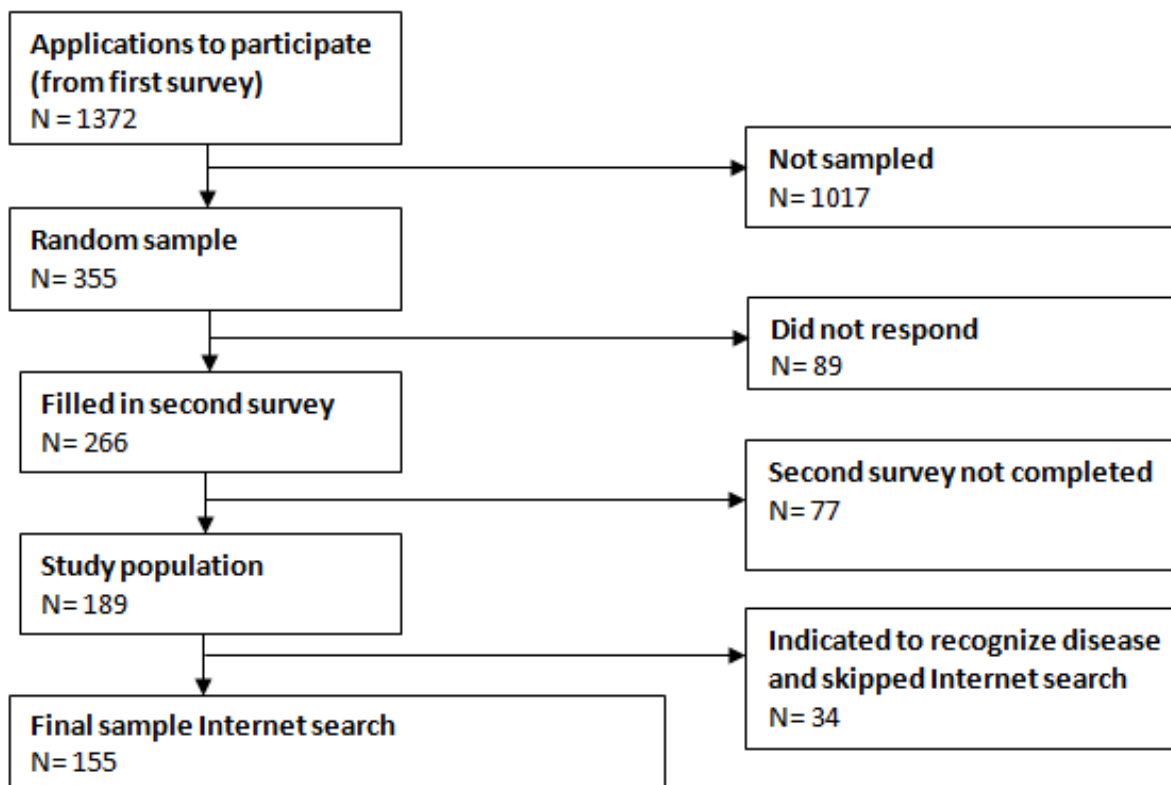 Applications to participate
(from first survey)
N = 1372
Not sampled
N= 1017
Random sample
N= 355
Did not respond
N= 89
Filled in second survey
N= 266
Second survey not completed
N= 77
Study population
N= 189
Indicated to recognize disease
and skipped Internet search
N= 34
Final sample Internet search
N= 155